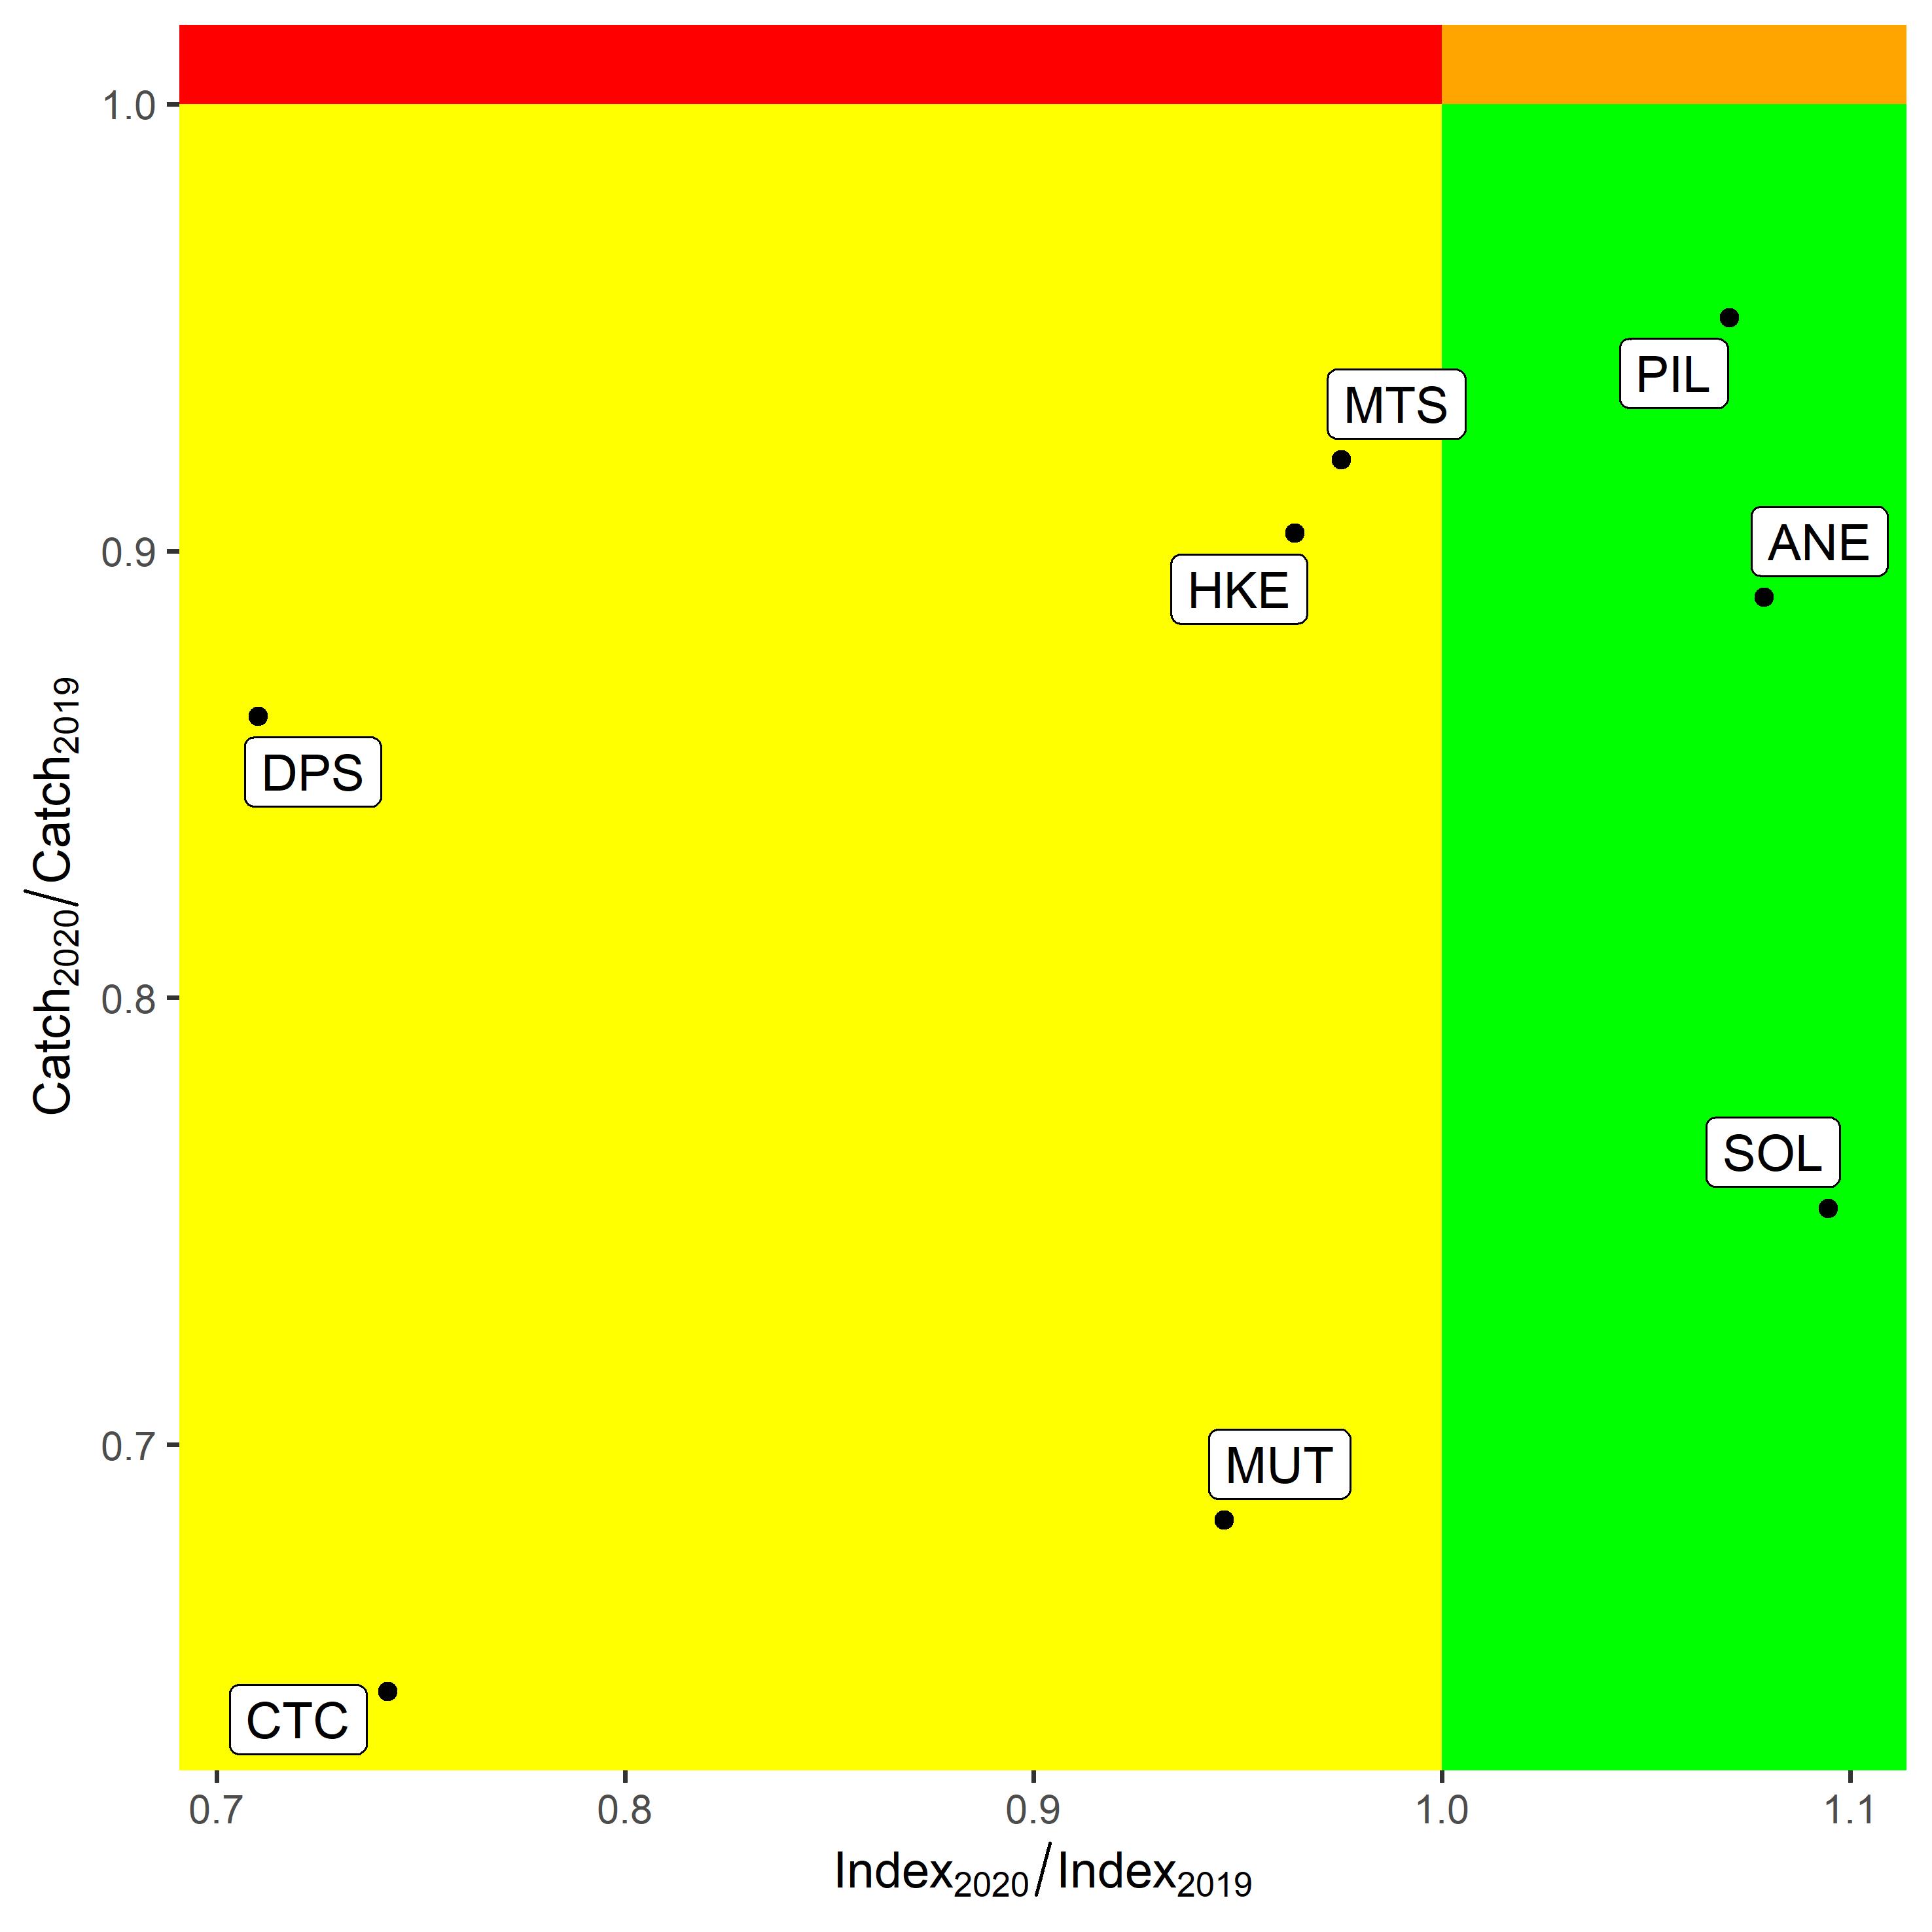 1.0
0.9
0.8
0.7
Catch2020/Catch2019
PIL
MTS
ANE
HKE
DPS
SOL
MUT
CTC
0.7 0.8 0.9 1.0 1.1
Index2020/Index2019